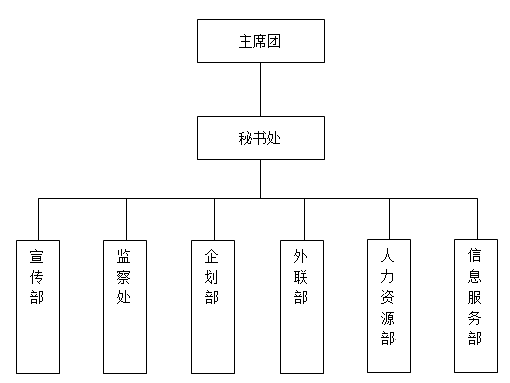 主席团
秘书处
宣传部
监察处
企划部
外联部
人力资源部
信息服务部